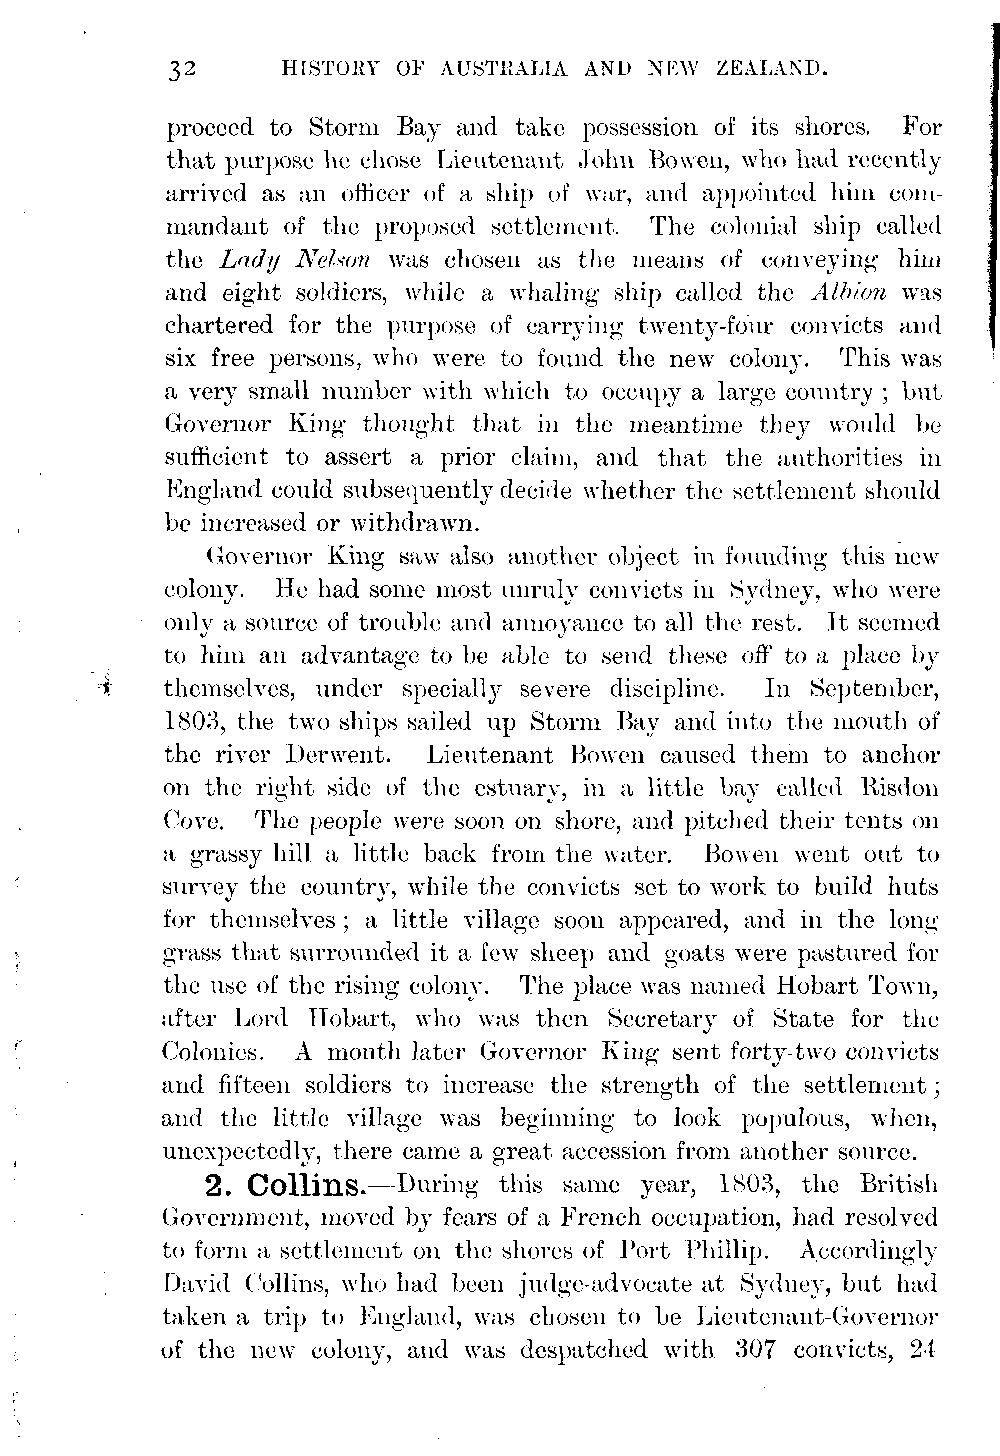 32 HISTORY OF AUSTRALIA AND NEW ZEALAND.
proceed to Storm Bay and take possession of its shores. For
that purpose he chose Lieutenant John Bowen, who had recently
arrived as an officer of a ship of war, and appointed him com-
mandant of the proposed settlement. The colonial ship called
the Lady Nelson was chosen as the means of conveying him
and eight soldiers, while a whaling ship called the Albion was
chartered for the purpose of carrying twenty-four convicts and
six free persons, who were to found the new colony. This was
a very small number with which to occupy a large country ; but
Governor King thought that in the meantime they would be
sufficient to assert a prior claim, and that the authorities in
England could subsequently decide whether the settlement should
be increased or withdrawn.
Governor King saw also another object in founding this new
colony. He had some most unruly convicts in Sydney, who were
only a source of trouble and annoyance to all the rest. It seemed
to him an advantage to be able to send these off to a place by
themselves, under specially severe discipline. In September,
1803, the two ships sailed up Storm Bay and into the mouth of
the river Derwent. Lieutenant Bowen caused them to anchor
on the right side of the estuary, in a little bay called Risdon
Cove. The people were soon on shore, and pitched their tents on
a grassy hill a little back from the water. Bowen went out to
survey the country, while the convicts set to work to build huts
for themselves ; a little village soon appeared, and in the long
grass that surrounded it a few sheep and goats were pastured for
the use of the rising colony. The place was named Hobart Town,
after Lord Hobart, who was then Secretary of State for the
Colonies. A month later Governor King sent forty-two convicts
and fifteen soldiers to increase the strength of the settlement ;
and the little village was beginning to look populous, when,
unexpectedly, there came a great accession from another source.
2. Collins.—During this same year, 1803, the British
Government, moved by fears of a French occupation, had resolved
to form a settlement on the shores of Port Phillip. Accordingly
David Collins, who had been judge-advocate at Sydney, but had
taken a trip to England, was chosen to be Lieutenant-Governor
of the new colony, and was despatched with 307 convicts, 24